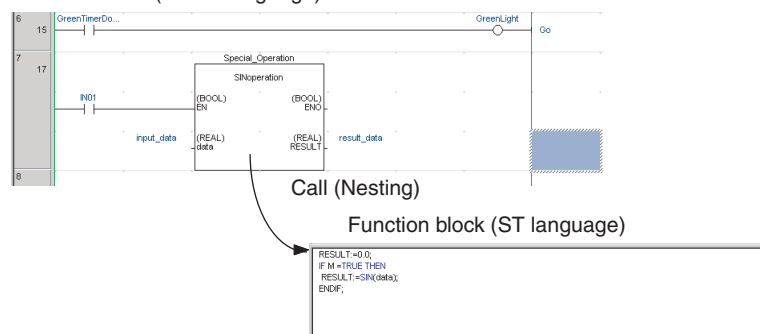 6
15
GreenTimerDo...
GreenLight
Go
7
17
Special_Operation
SINoperation
IN01
(BOOL)
EN
(BOOL)
ENO
input_data
(REAL)
data
(REAL)
RESULT
result_data
8
Call (Nesting)
Function block (ST language)
RESULT:=0.0;
IF M =TRUE THEN
RESULT:=SIN(data);
ENDIF;